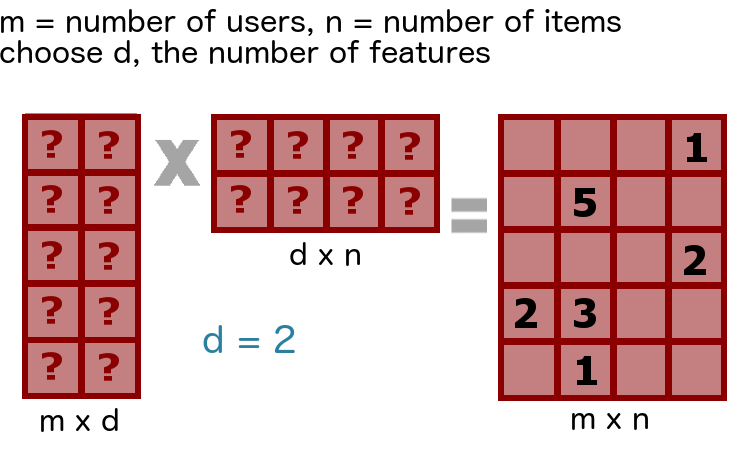 m = number of users, n = number of items
choose d, the number of features
? ? x ? ? ? ? 1
? ? ? ? ? ? = 5
? ? d x n 2
? ? d = 2 2 3
? ? 1
m x d m x n